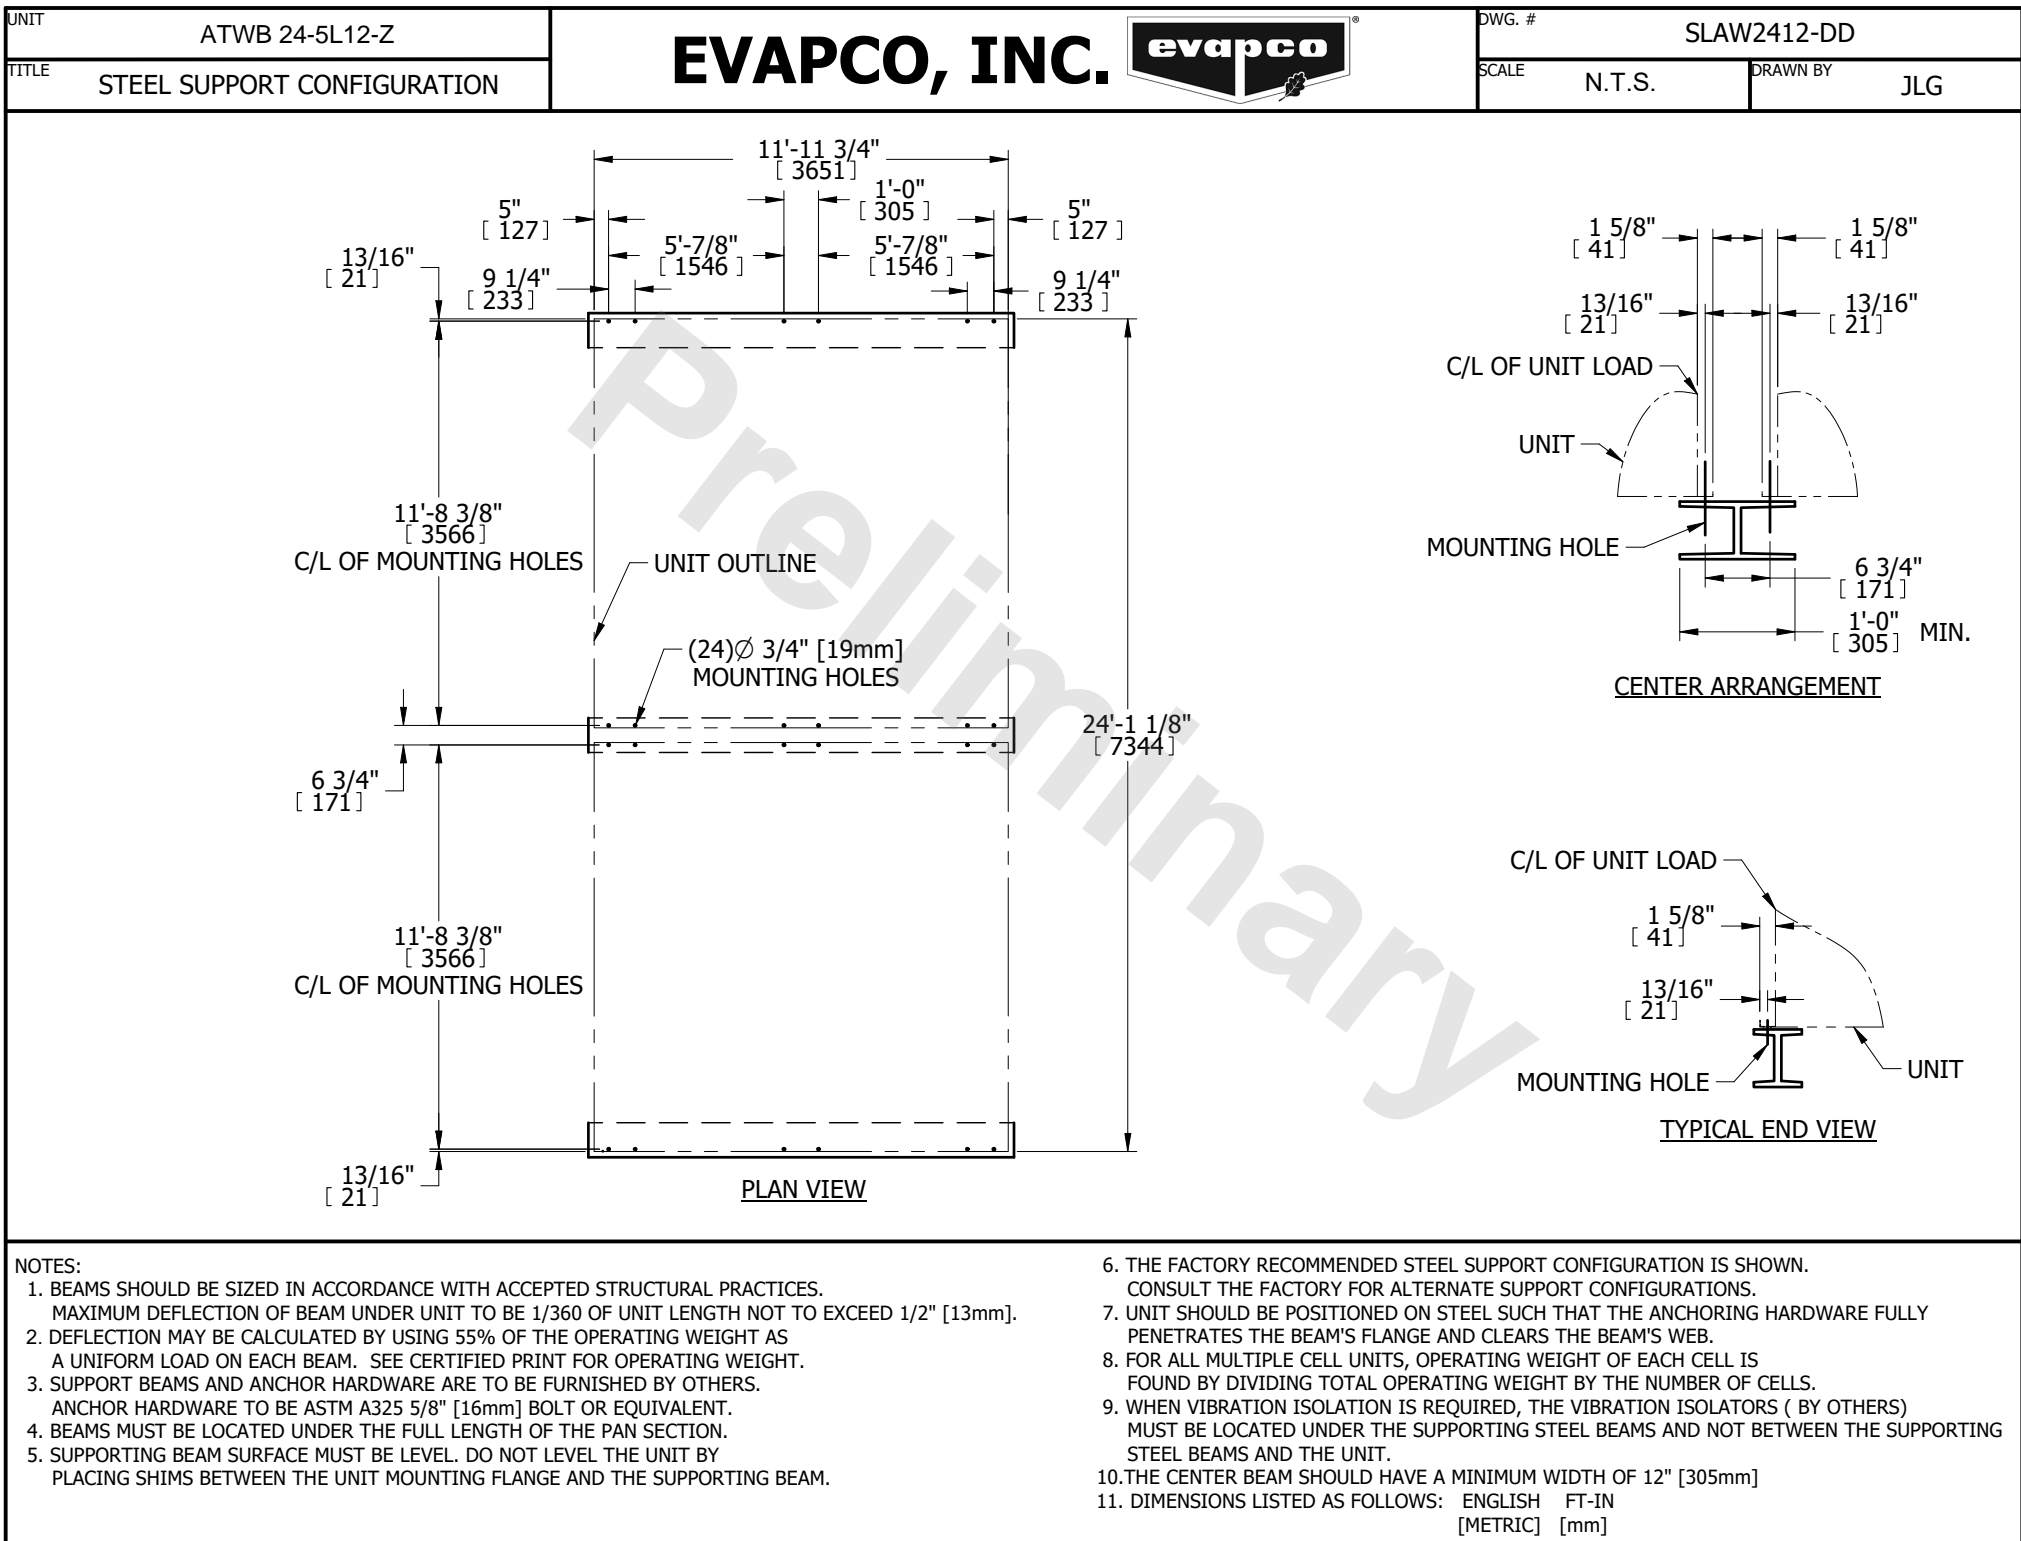 UNIT
ATWB 24-5L12-Z
TITLE
STEEL SUPPORT CONFIGURATION
EVAPCO, INC.
evapco®
DWG. #
SLAW2412-DD
SCALE
N.T.S.
DRAWN BY
JLG
11'-11 3/4"
[ 3651 ]
1'-0"
[ 305 ]
5"
[ 127 ]
5"
[ 127 ]
5'-7/8"
[ 1546 ]
5'-7/8"
[ 1546 ]
13/16"
[ 21 ]
9 1/4"
[ 233 ]
9 1/4"
[ 233 ]
11'-8 3/8"
[ 3566 ]
C/L OF MOUNTING HOLES
UNIT OUTLINE
(24)∅ 3/4" [19mm]
MOUNTING HOLES
24'-1 1/8"
[ 7344 ]
6 3/4"
[ 171 ]
11'-8 3/8"
[ 3566 ]
C/L OF MOUNTING HOLES
13/16"
[ 21 ]
PLAN VIEW
Preliminary
1 5/8"
[ 41 ]
1 5/8"
[ 41 ]
13/16"
[ 21 ]
13/16"
[ 21 ]
C/L OF UNIT LOAD
UNIT
MOUNTING HOLE
6 3/4"
[ 171 ]
1'-0"
[ 305 ] MIN.
CENTER ARRANGEMENT
C/L OF UNIT LOAD
1 5/8"
[ 41 ]
13/16"
[ 21 ]
MOUNTING HOLE
UNIT
TYPICAL END VIEW
NOTES:
1. BEAMS SHOULD BE SIZED IN ACCORDANCE WITH ACCEPTED STRUCTURAL PRACTICES.
MAXIMUM DEFLECTION OF BEAM UNDER UNIT TO BE 1/360 OF UNIT LENGTH NOT TO EXCEED 1/2" [13mm].
2. DEFLECTION MAY BE CALCULATED BY USING 55% OF THE OPERATING WEIGHT AS
A UNIFORM LOAD ON EACH BEAM. SEE CERTIFIED PRINT FOR OPERATING WEIGHT.
3. SUPPORT BEAMS AND ANCHOR HARDWARE ARE TO BE FURNISHED BY OTHERS.
ANCHOR HARDWARE TO BE ASTM A325 5/8" [16mm] BOLT OR EQUIVALENT.
4. BEAMS MUST BE LOCATED UNDER THE FULL LENGTH OF THE PAN SECTION.
5. SUPPORTING BEAM SURFACE MUST BE LEVEL. DO NOT LEVEL THE UNIT BY
PLACING SHIMS BETWEEN THE UNIT MOUNTING FLANGE AND THE SUPPORTING BEAM.
6. THE FACTORY RECOMMENDED STEEL SUPPORT CONFIGURATION IS SHOWN.
CONSULT THE FACTORY FOR ALTERNATE SUPPORT CONFIGURATIONS.
7. UNIT SHOULD BE POSITIONED ON STEEL SUCH THAT THE ANCHORING HARDWARE FULLY
PENETRATES THE BEAM'S FLANGE AND CLEARS THE BEAM'S WEB.
8. FOR ALL MULTIPLE CELL UNITS, OPERATING WEIGHT OF EACH CELL IS
FOUND BY DIVIDING TOTAL OPERATING WEIGHT BY THE NUMBER OF CELLS.
9. WHEN VIBRATION ISOLATION IS REQUIRED, THE VIBRATION ISOLATORS ( BY OTHERS)
MUST BE LOCATED UNDER THE SUPPORTING STEEL BEAMS AND NOT BETWEEN THE SUPPORTING
STEEL BEAMS AND THE UNIT.
10.THE CENTER BEAM SHOULD HAVE A MINIMUM WIDTH OF 12" [305mm]
11. DIMENSIONS LISTED AS FOLLOWS: ENGLISH FT-IN
[METRIC] [mm]